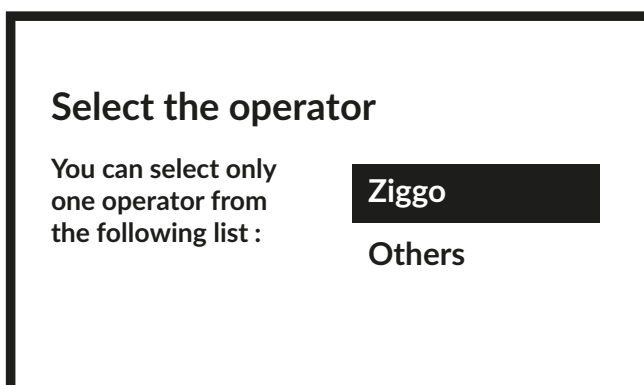 Select the operator
You can select only
one operator from
the following list :
Ziggo
Others